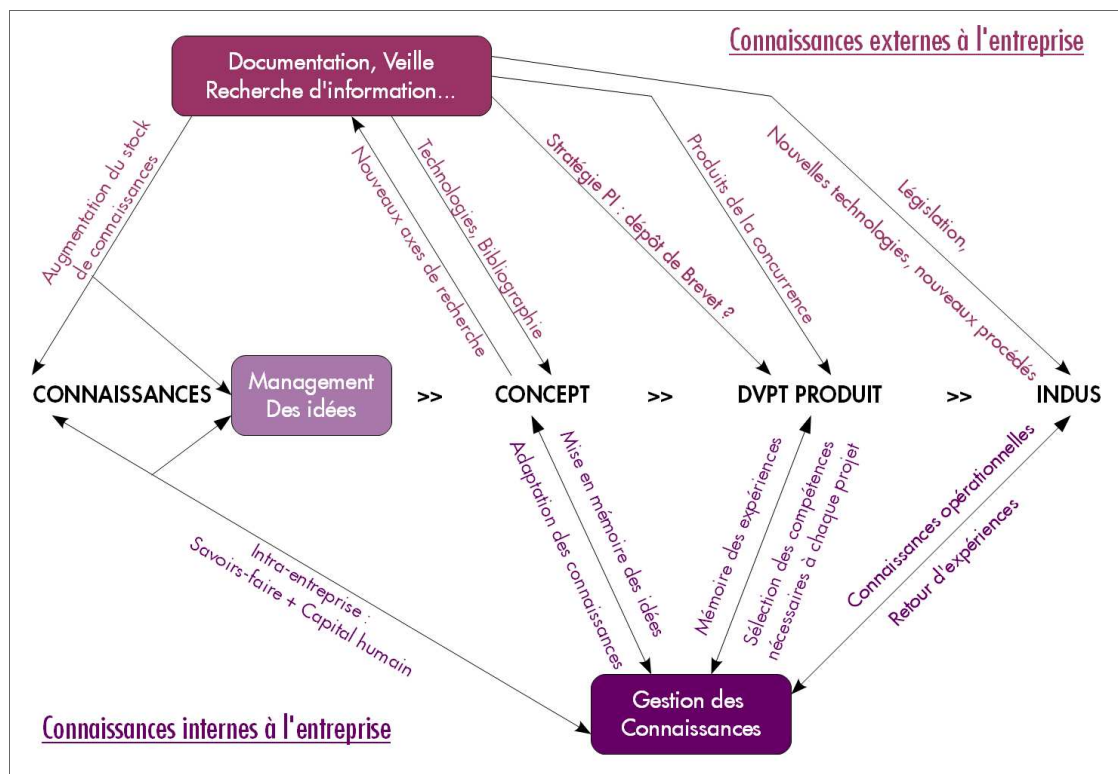 Connaissances externes à l'entreprise
Documentation, Veille
Recherche d'information...
Augmentation du stock
de connaissances
Nouveaux axes de recherche
Technologies, Bibliographie
Stratégie PI : dépôt de Brevet ?
Produits de la concurrence
Législation,
Nouvelles technologies, nouveaux procédés
CONNAISSANCES
Management
Des idées
>>
CONCEPT
>>
DVPT PRODUIT
>>
INDUS
Intra-entreprise :
Savoirs-faire + Capital humain
Adaptation des connaissances
Mise en mémoire des idées
Mémoire des expériences
Sélection des compétences
nécessaires à chaque projet
Connaissances opérationnelles
Retour d'expériences
Gestion des
Connaissances
Connaissances internes à l'entreprise